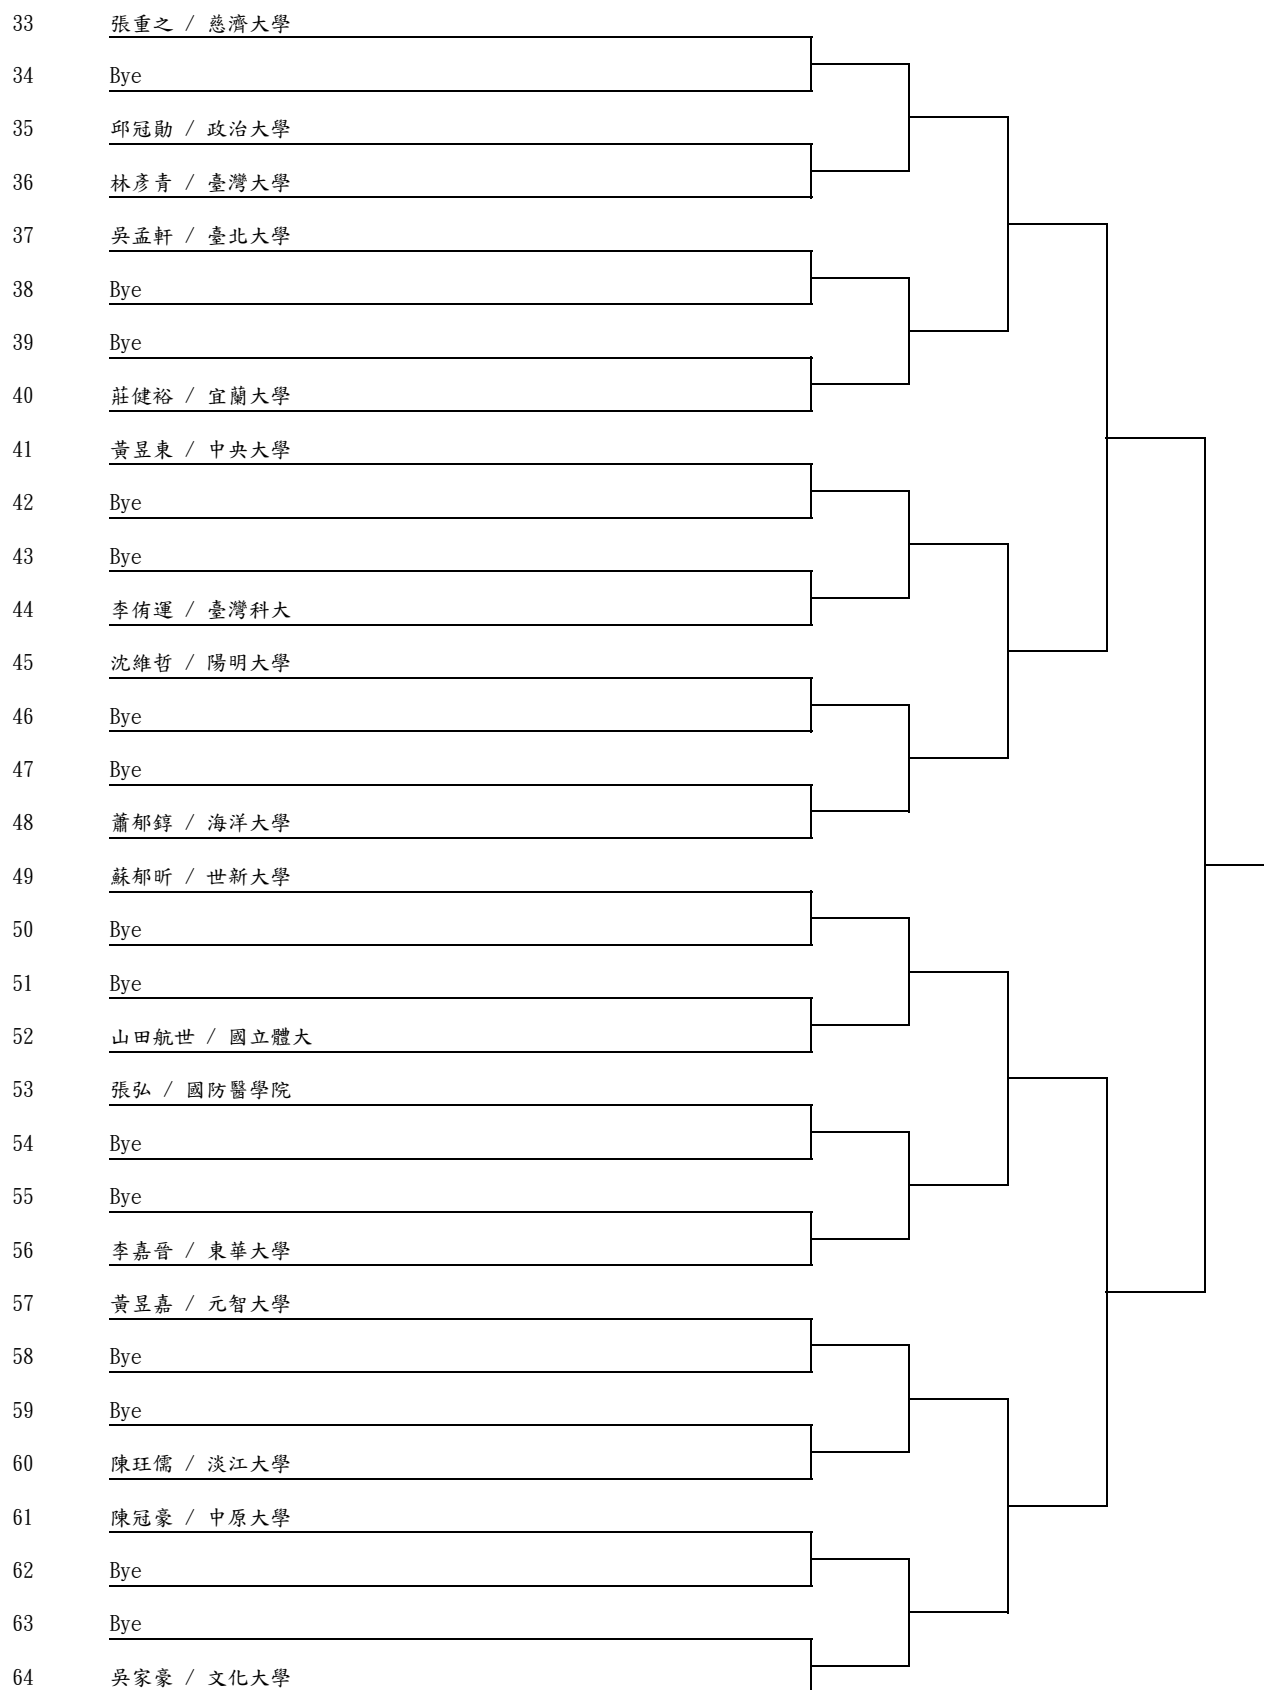 33 張重之 / 慈濟大學
34 Bye
35 邱冠勛 / 政治大學
36 林彥青 / 臺灣大學
37 吳孟軒 / 臺北大學
38 Bye
39 Bye
40 莊健裕 / 宜蘭大學
41 黃昱東 / 中央大學
42 Bye
43 Bye
44 李侑運 / 臺灣科大
45 沈維哲 / 陽明大學
46 Bye
47 Bye
48 蕭郁錞 / 海洋大學
49 蘇郁昕 / 世新大學
50 Bye
51 Bye
52 山田航世 / 國立體大
53 張弘 / 國防醫學院
54 Bye
55 Bye
56 李嘉晉 / 東華大學
57 黃昱嘉 / 元智大學
58 Bye
59 Bye
60 陳玨儒 / 淡江大學
61 陳冠豪 / 中原大學
62 Bye
63 Bye
64 吳家豪 / 文化大學